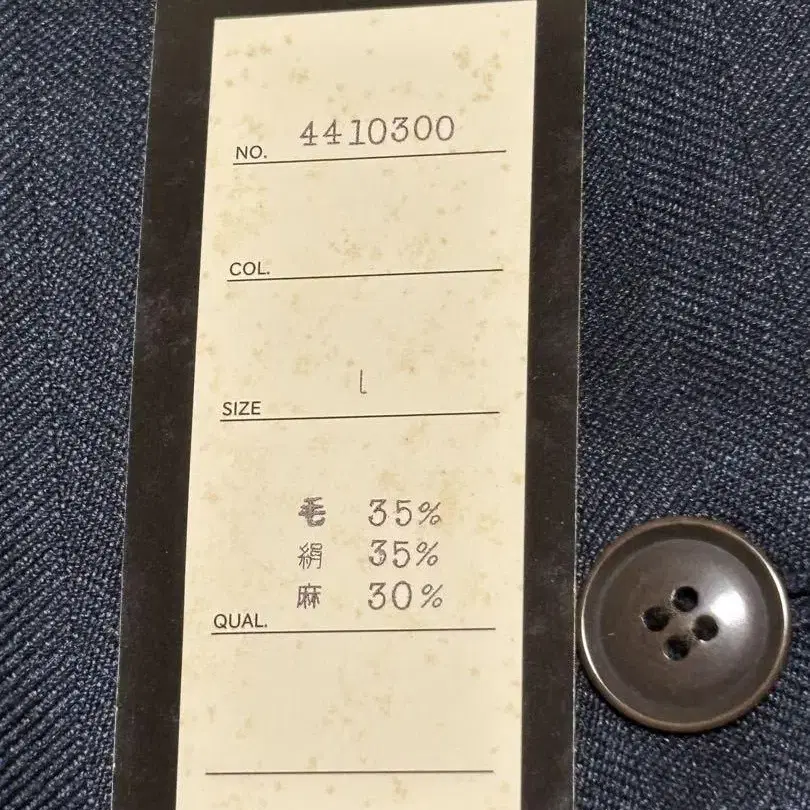 NO. 4410300
COL.
SIZE L
毛 35%
絹 35%
麻 30%
QUAL.